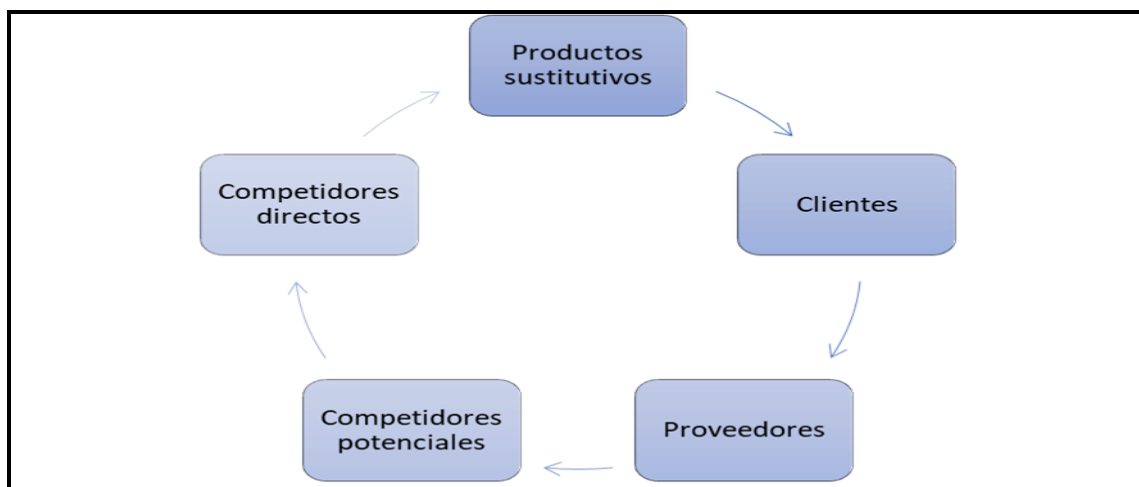 Productos
sustitutivos
Clientes
Proveedores
Competidores
potenciales
Competidores
directos